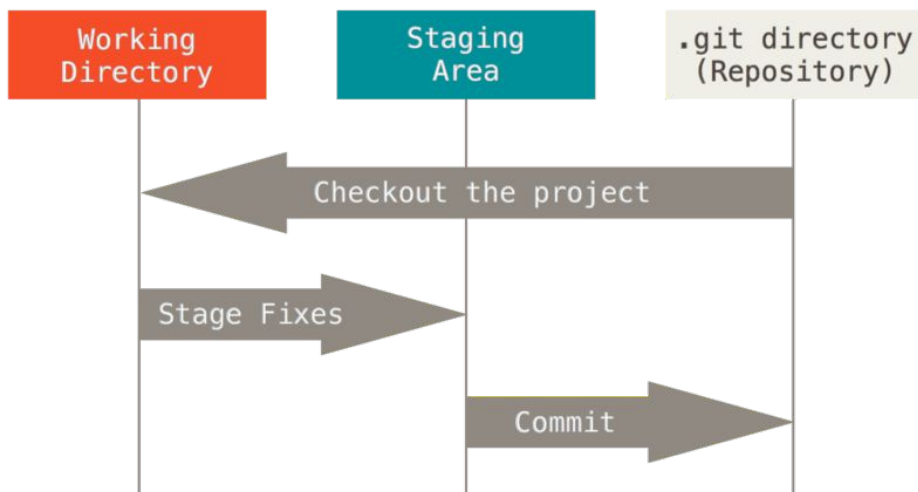 Working
Directory
Staging
Area
.git directory
(Repository)
Checkout the project
Stage Fixes
Commit